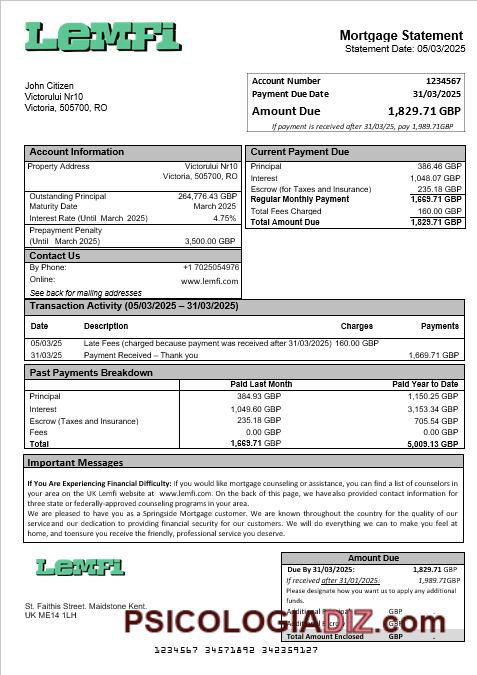 LemFi
Mortgage Statement
Statement Date: 05/03/2025
John Citizen
Victorului Nr10
Victoria, 505700, RO
Account Number 1234567
Payment Due Date 31/03/2025
Amount Due 1,829.71 GBP
If payment is received after 31/03/25, pay 1,989.71GBP
Account Information
Property Address Victorului Nr10
Victoria, 505700, RO
Outstanding Principal 264,776.43 GBP
Maturity Date March 2025
Interest Rate (Until March 2025) 4.75%
Prepayment Penalty
(Until March 2025) 3,500.00 GBP
Contact Us
By Phone: +1 7025054976
Online: www.lemfi.com
See back for mailing addresses
Current Payment Due
Principal 386.46 GBP
Interest 1,048.07 GBP
Escrow (for Taxes and Insurance) 235.18 GBP
Regular Monthly Payment 1,669.71 GBP
Total Fees Charged 160.00 GBP
Total Amount Due 1,829.71 GBP
Transaction Activity (05/03/2025 – 31/03/2025)
Date Description Charges Payments
05/03/25 Late Fees (charged because payment was received after 31/03/2025) 160.00 GBP
31/03/25 Payment Received – Thank you 1,669.71 GBP
Past Payments Breakdown
Paid Last Month Paid Year to Date
Principal 384.93 GBP 1,150.25 GBP
Interest 1,049.60 GBP 3,153.34 GBP
Escrow (Taxes and Insurance) 235.18 GBP 705.54 GBP
Fees 0.00 GBP 0.00 GBP
Total 1,669.71 GBP 5,009.13 GBP
Important Messages
If You Are Experiencing Financial Difficulty: If you would like mortgage counseling or assistance, you can find a list of counselors in
your area on the UK Lemfi website at www.lemfi.com. On the back of this page, we have also provided contact information for
three state or federally-approved counseling programs in your area.
We are pleased to have you as a Springside Mortgage customer. We are known throughout the country for the quality of our
service and our dedication to providing financial security for our customers. We will do everything we can to make you feel at
home, and to ensure you receive the friendly, professional service you deserve.
LemFi
St. Faithis Street. Maidstone Kent.
UK ME14 1LH
Amount Due
Due By 31/03/2025: 1,829.71 GBP
If received after 31/01/2025: 1,989.71GBP
Please designate how you want us to apply any additional
funds.
Additional Principal GBP .
Additional Escrow GBP .
Total Amount Enclosed GBP .
PSICOLOGIADIZ.com
1234567 34571892 342359127